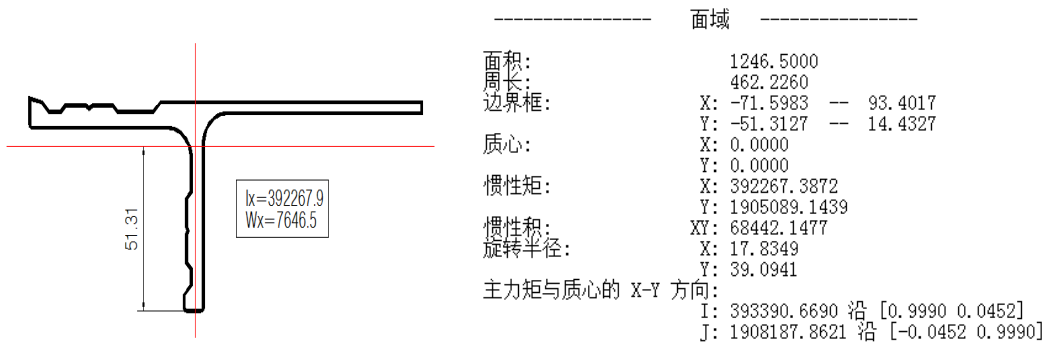 51.31
Ix=392267.9
Wx=7646.5
---------------- 面域 ----------------
面积: 1246.5000
周长: 462.2260
边界框: X: -71.5983 -- 93.4017
Y: -51.3127 -- 14.4327
质心: X: 0.0000
Y: 0.0000
惯性矩: X: 392267.3872
Y: 1905089.1439
惯性积: XY: 68442.1477
旋转半径: X: 17.8349
Y: 39.0941
主力矩与质心的 X-Y 方向:
I: 393390.6690 沿 [0.9990 0.0452]
J: 1908187.8621 沿 [-0.0452 0.9990]